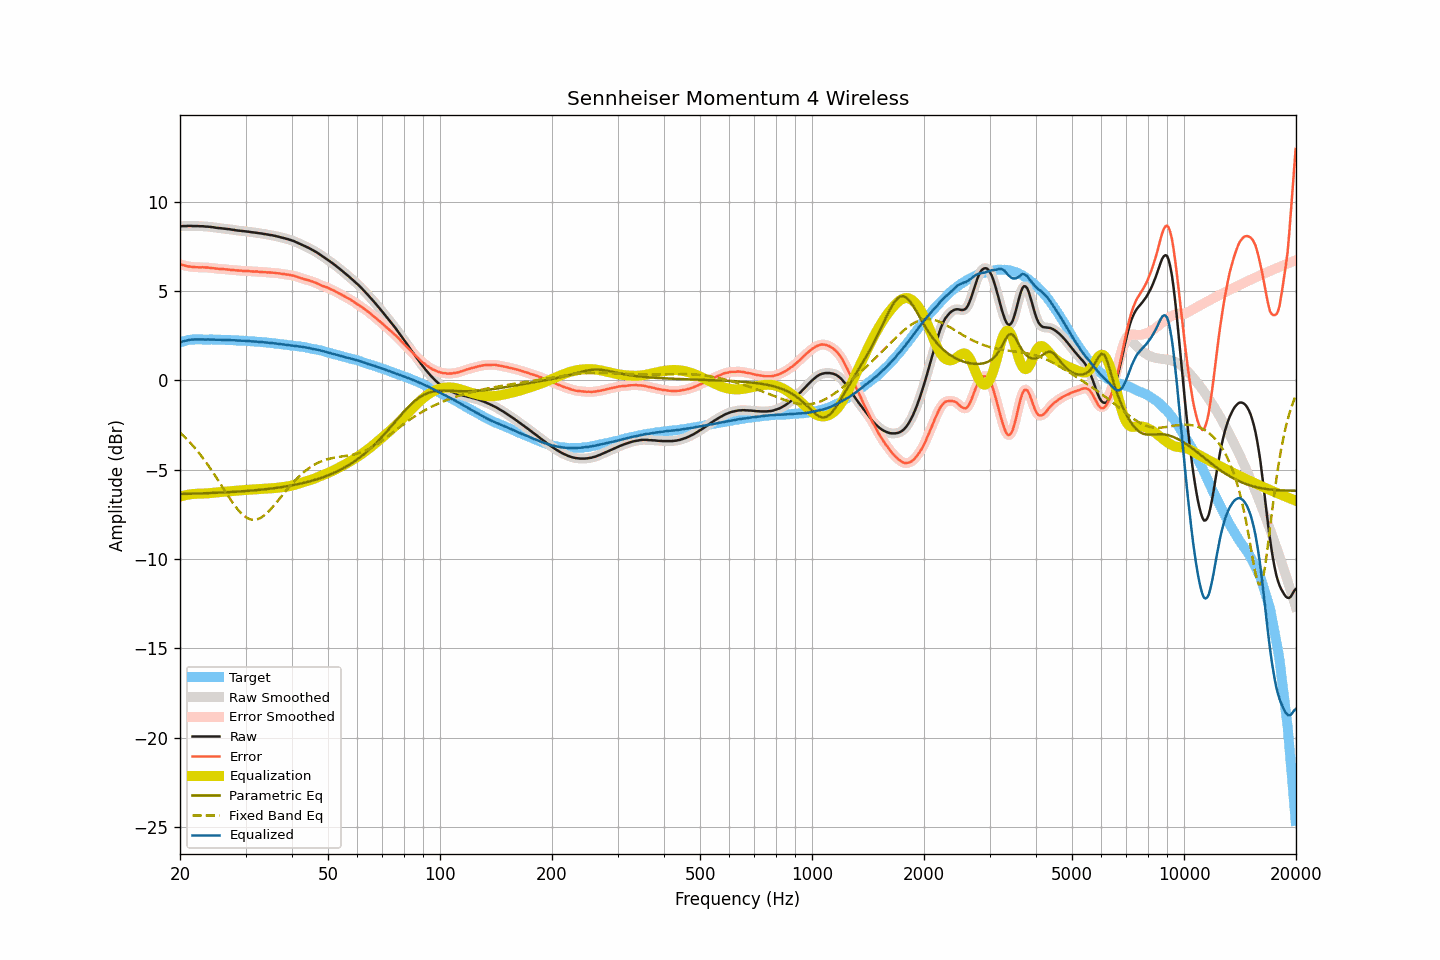 Sennheiser Momentum 4 Wireless
10
5
0
−5
−10
−15
−20
−25
Amplitude (dBr)
Target
Raw Smoothed
Error Smoothed
Raw
Error
Equalization
Parametric Eq
Fixed Band Eq
Equalized
20 50 100 200 500 1000 2000 5000 10000 20000
Frequency (Hz)